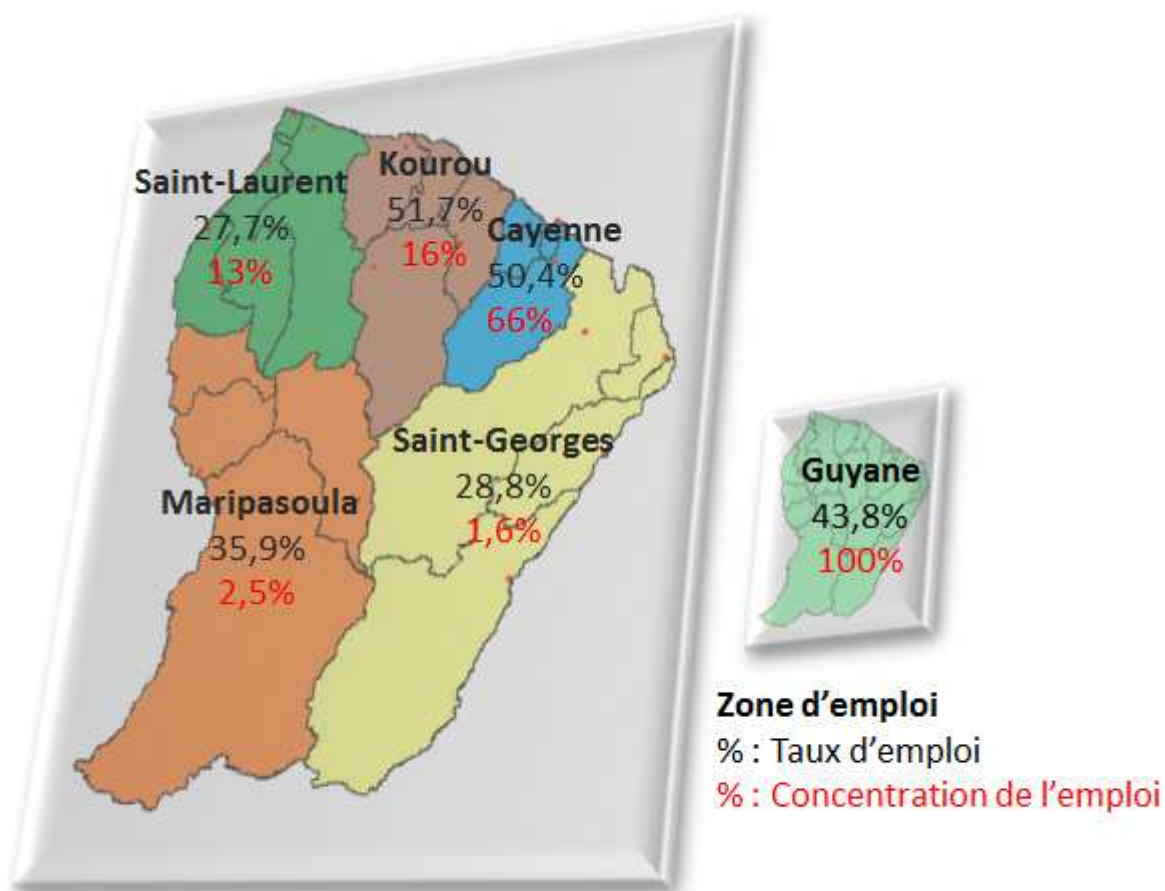 Saint-Laurent
27,7%
13%
Kourou
51,7%
16%
Cayenne
50,4%
66%
Saint-Georges
28,8%
1,6%
Maripasoula
35,9%
2,5%
Guyane
43,8%
100%
Zone d’emploi
% : Taux d’emploi
% : Concentration de l’emploi